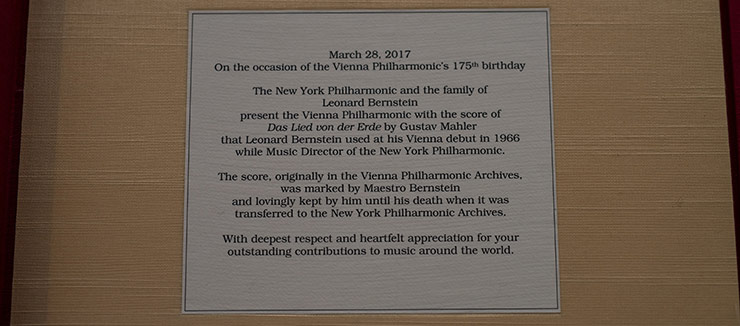 March 28, 2017
On the occasion of the Vienna Philharmonic's 175th birthday
The New York Philharmonic and the family of
Leonard Bernstein
present the Vienna Philharmonic with the score of
Das Lied von der Erde by Gustav Mahler
that Leonard Bernstein used at his Vienna debut in 1966
while Music Director of the New York Philharmonic.
The score, originally in the Vienna Philharmonic Archives,
was marked by Maestro Bernstein
and lovingly kept by him until his death when it was
transferred to the New York Philharmonic Archives.
With deepest respect and heartfelt appreciation for your
outstanding contributions to music around the world.